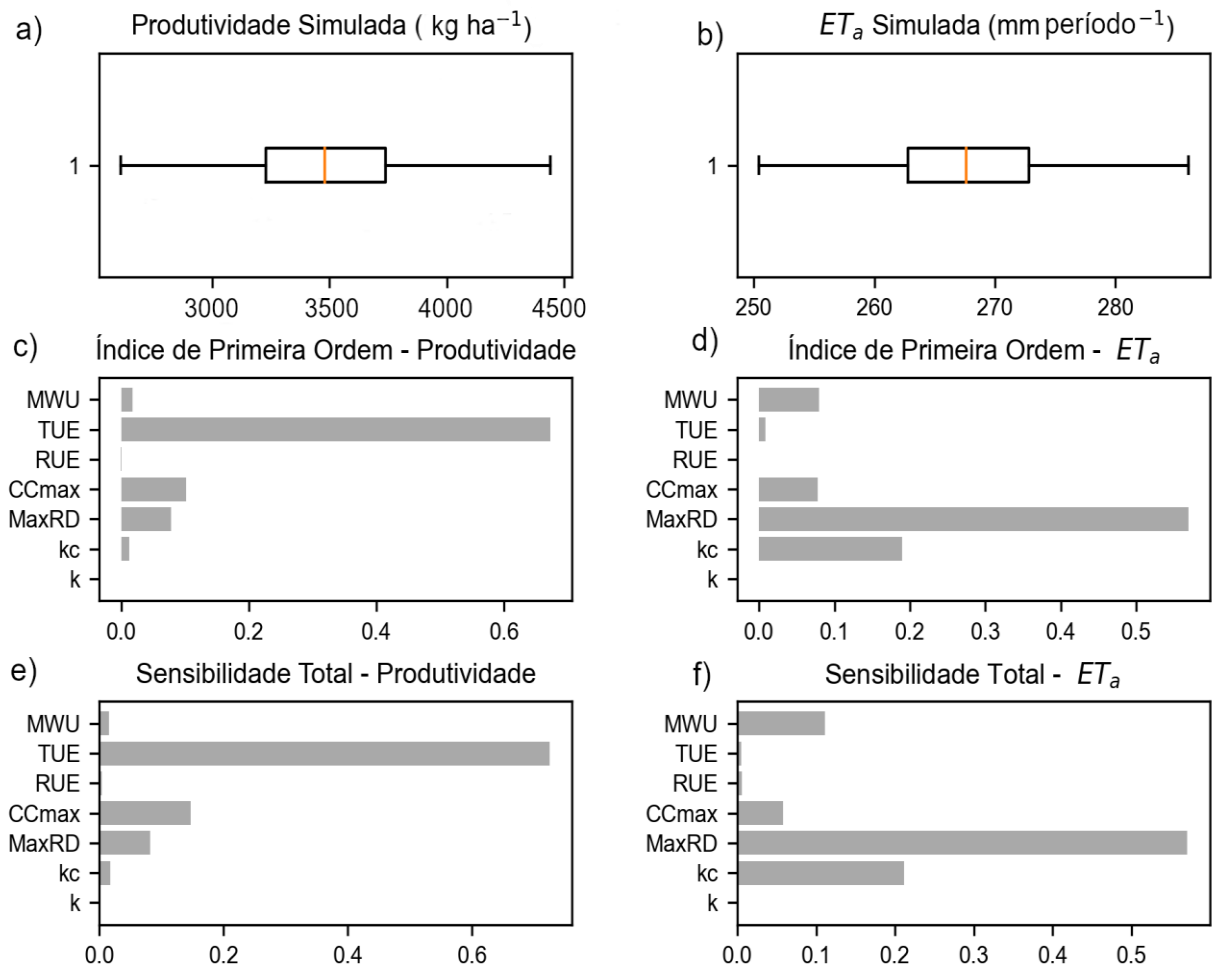 a) Produtividade Simulada ( kg ha⁻¹)
1
3000 3500 4000 4500
b) ETₐ Simulada (mm período⁻¹)
1
250 260 270 280
c) Índice de Primeira Ordem - Produtividade
MWU
TUE
RUE
CCmax
MaxRD
kc
k
0.0 0.2 0.4 0.6
d) Índice de Primeira Ordem - ETₐ
MWU
TUE
RUE
CCmax
MaxRD
kc
k
0.0 0.1 0.2 0.3 0.4 0.5
e) Sensibilidade Total - Produtividade
MWU
TUE
RUE
CCmax
MaxRD
kc
k
0.0 0.2 0.4 0.6
f) Sensibilidade Total - ETₐ
MWU
TUE
RUE
CCmax
MaxRD
kc
k
0.0 0.1 0.2 0.3 0.4 0.5